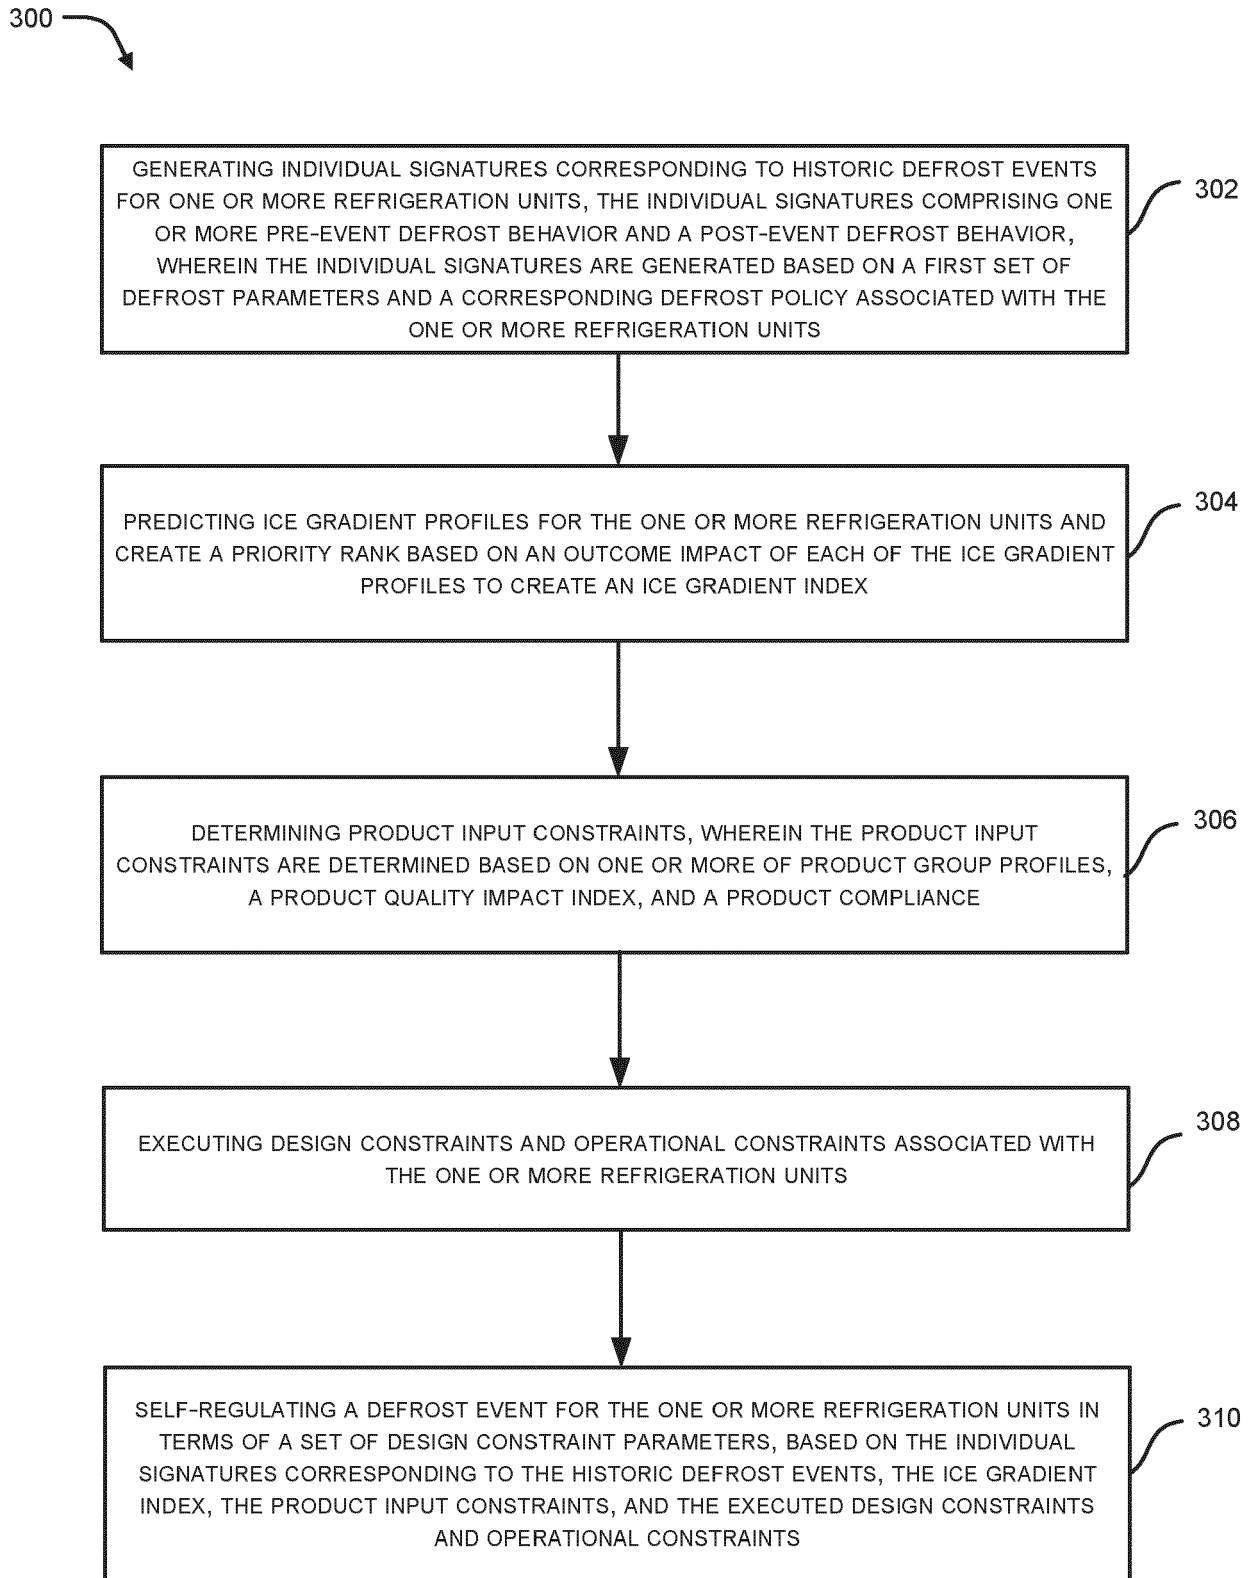 300
GENERATING INDIVIDUAL SIGNATURES CORRESPONDING TO HISTORIC DEFROST EVENTS
FOR ONE OR MORE REFRIGERATION UNITS, THE INDIVIDUAL SIGNATURES COMPRISING ONE
OR MORE PRE-EVENT DEFROST BEHAVIOR AND A POST-EVENT DEFROST BEHAVIOR,
WHEREIN THE INDIVIDUAL SIGNATURES ARE GENERATED BASED ON A FIRST SET OF
DEFROST PARAMETERS AND A CORRESPONDING DEFROST POLICY ASSOCIATED WITH THE
ONE OR MORE REFRIGERATION UNITS
302
PREDICTING ICE GRADIENT PROFILES FOR THE ONE OR MORE REFRIGERATION UNITS AND
CREATE A PRIORITY RANK BASED ON AN OUTCOME IMPACT OF EACH OF THE ICE GRADIENT
PROFILES TO CREATE AN ICE GRADIENT INDEX
304
DETERMINING PRODUCT INPUT CONSTRAINTS, WHEREIN THE PRODUCT INPUT
CONSTRAINTS ARE DETERMINED BASED ON ONE OR MORE OF PRODUCT GROUP PROFILES,
A PRODUCT QUALITY IMPACT INDEX, AND A PRODUCT COMPLIANCE
306
EXECUTING DESIGN CONSTRAINTS AND OPERATIONAL CONSTRAINTS ASSOCIATED WITH
THE ONE OR MORE REFRIGERATION UNITS
308
SELF-REGULATING A DEFROST EVENT FOR THE ONE OR MORE REFRIGERATION UNITS IN
TERMS OF A SET OF DESIGN CONSTRAINT PARAMETERS, BASED ON THE INDIVIDUAL
SIGNATURES CORRESPONDING TO THE HISTORIC DEFROST EVENTS, THE ICE GRADIENT
INDEX, THE PRODUCT INPUT CONSTRAINTS, AND THE EXECUTED DESIGN CONSTRAINTS
AND OPERATIONAL CONSTRAINTS
310